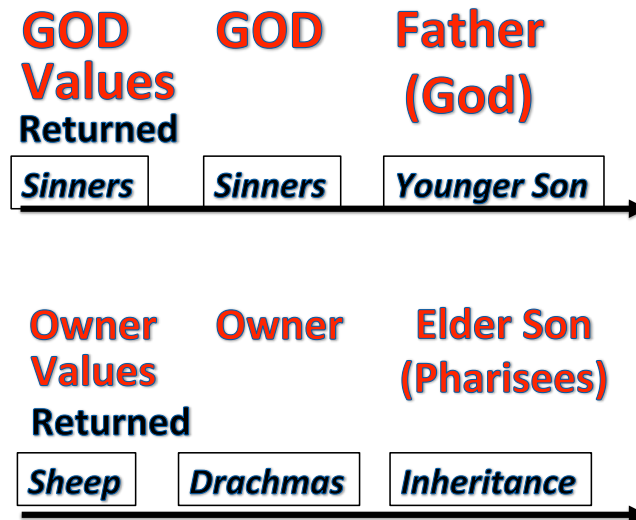 GOD GOD Father
Values (God)
Returned
Sinners Sinners Younger Son
Owner Owner Elder Son
Values (Pharisees)
Returned
Sheep Drachmas Inheritance